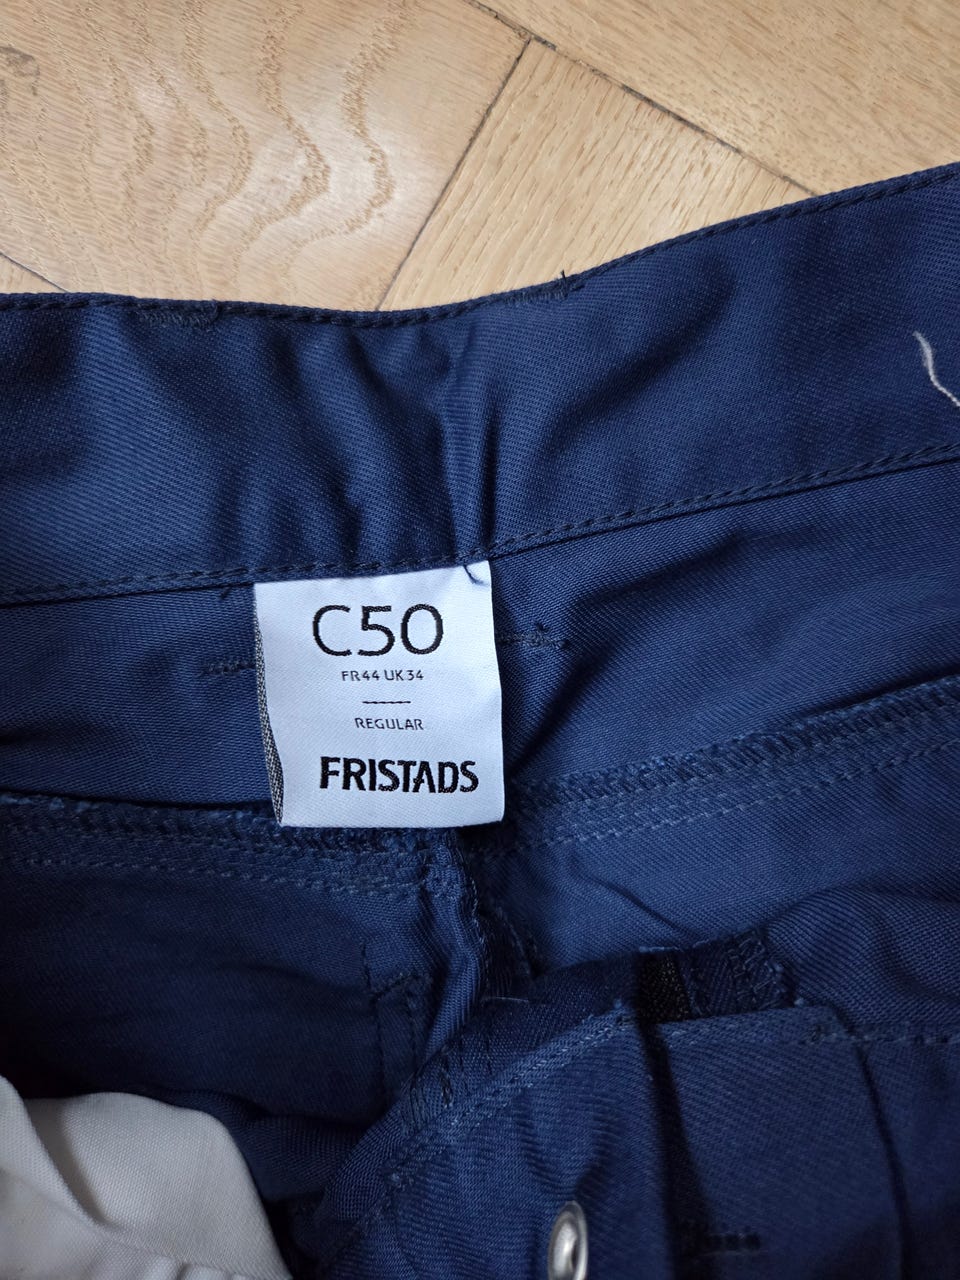 C50
FR44 UK34
REGULAR
FRISTADS